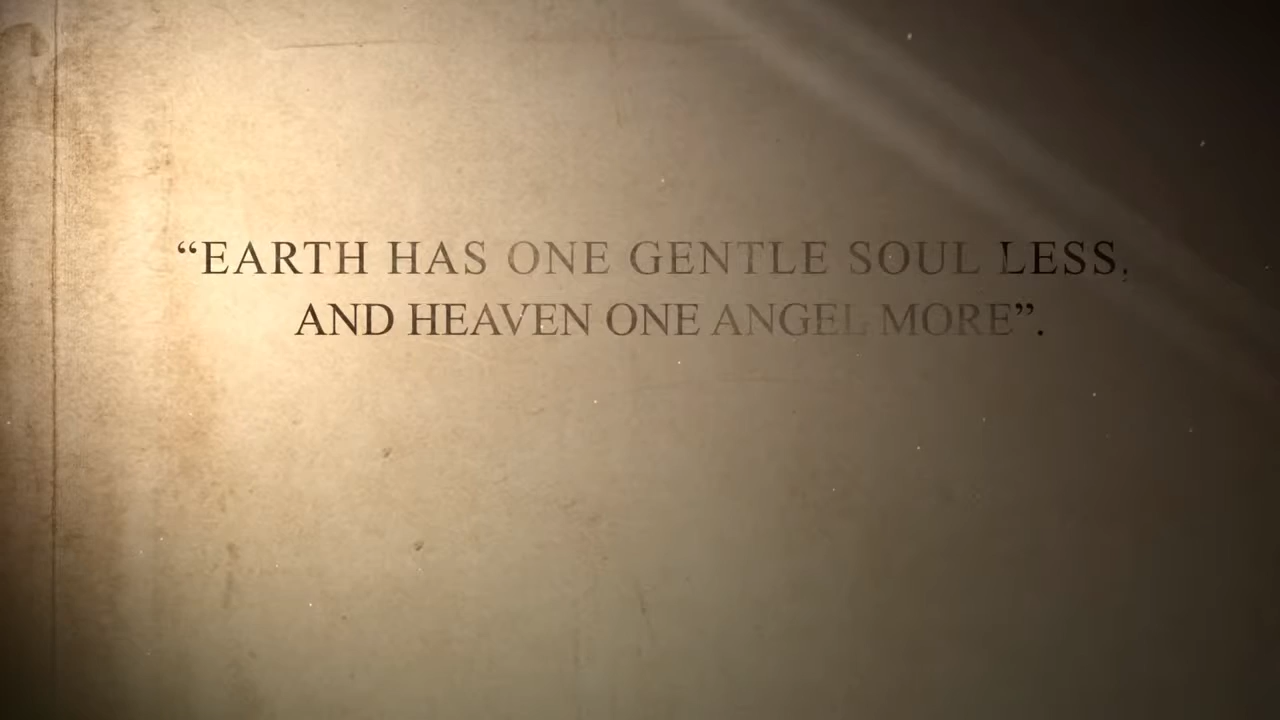 “EARTH HAS ONE GENTLE SOUL LESS,
AND HEAVEN ONE ANGEL MORE”.